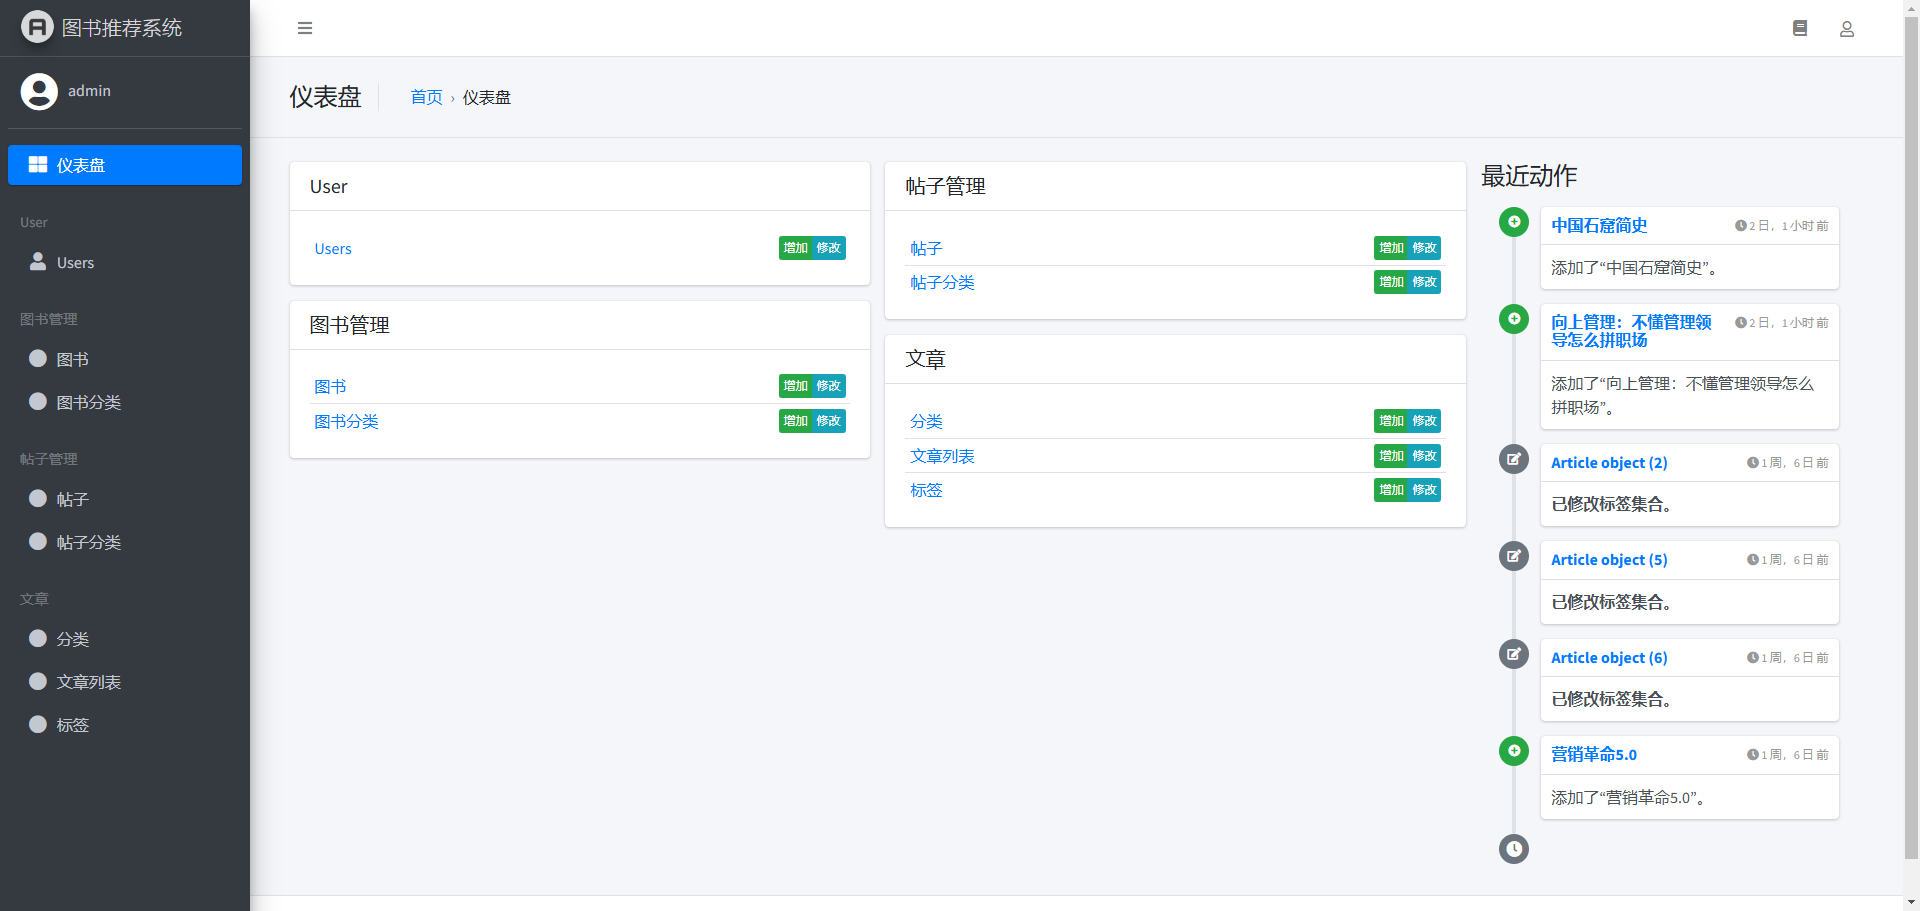 图书推荐系统
admin
仪表盘
User
Users
图书管理
图书
图书分类
帖子管理
帖子
帖子分类
文章
分类
文章列表
标签
仪表盘
首页 › 仪表盘
User
Users 增加 修改
图书管理
图书 增加 修改
图书分类 增加 修改
帖子管理
帖子 增加 修改
帖子分类 增加 修改
文章
分类 增加 修改
文章列表 增加 修改
标签 增加 修改
最近动作
中国石窟简史 2 日，1 小时 前
添加了“中国石窟简史”。
向上管理：不懂管理领 2 日，1 小时 前
导怎么拼职场
添加了“向上管理：不懂管理领导怎么
拼职场”。
Article object (2) 1 周，6 日 前
已修改标签集合。
Article object (5) 1 周，6 日 前
已修改标签集合。
Article object (6) 1 周，6 日 前
已修改标签集合。
营销革命5.0 1 周，6 日 前
添加了“营销革命5.0”。